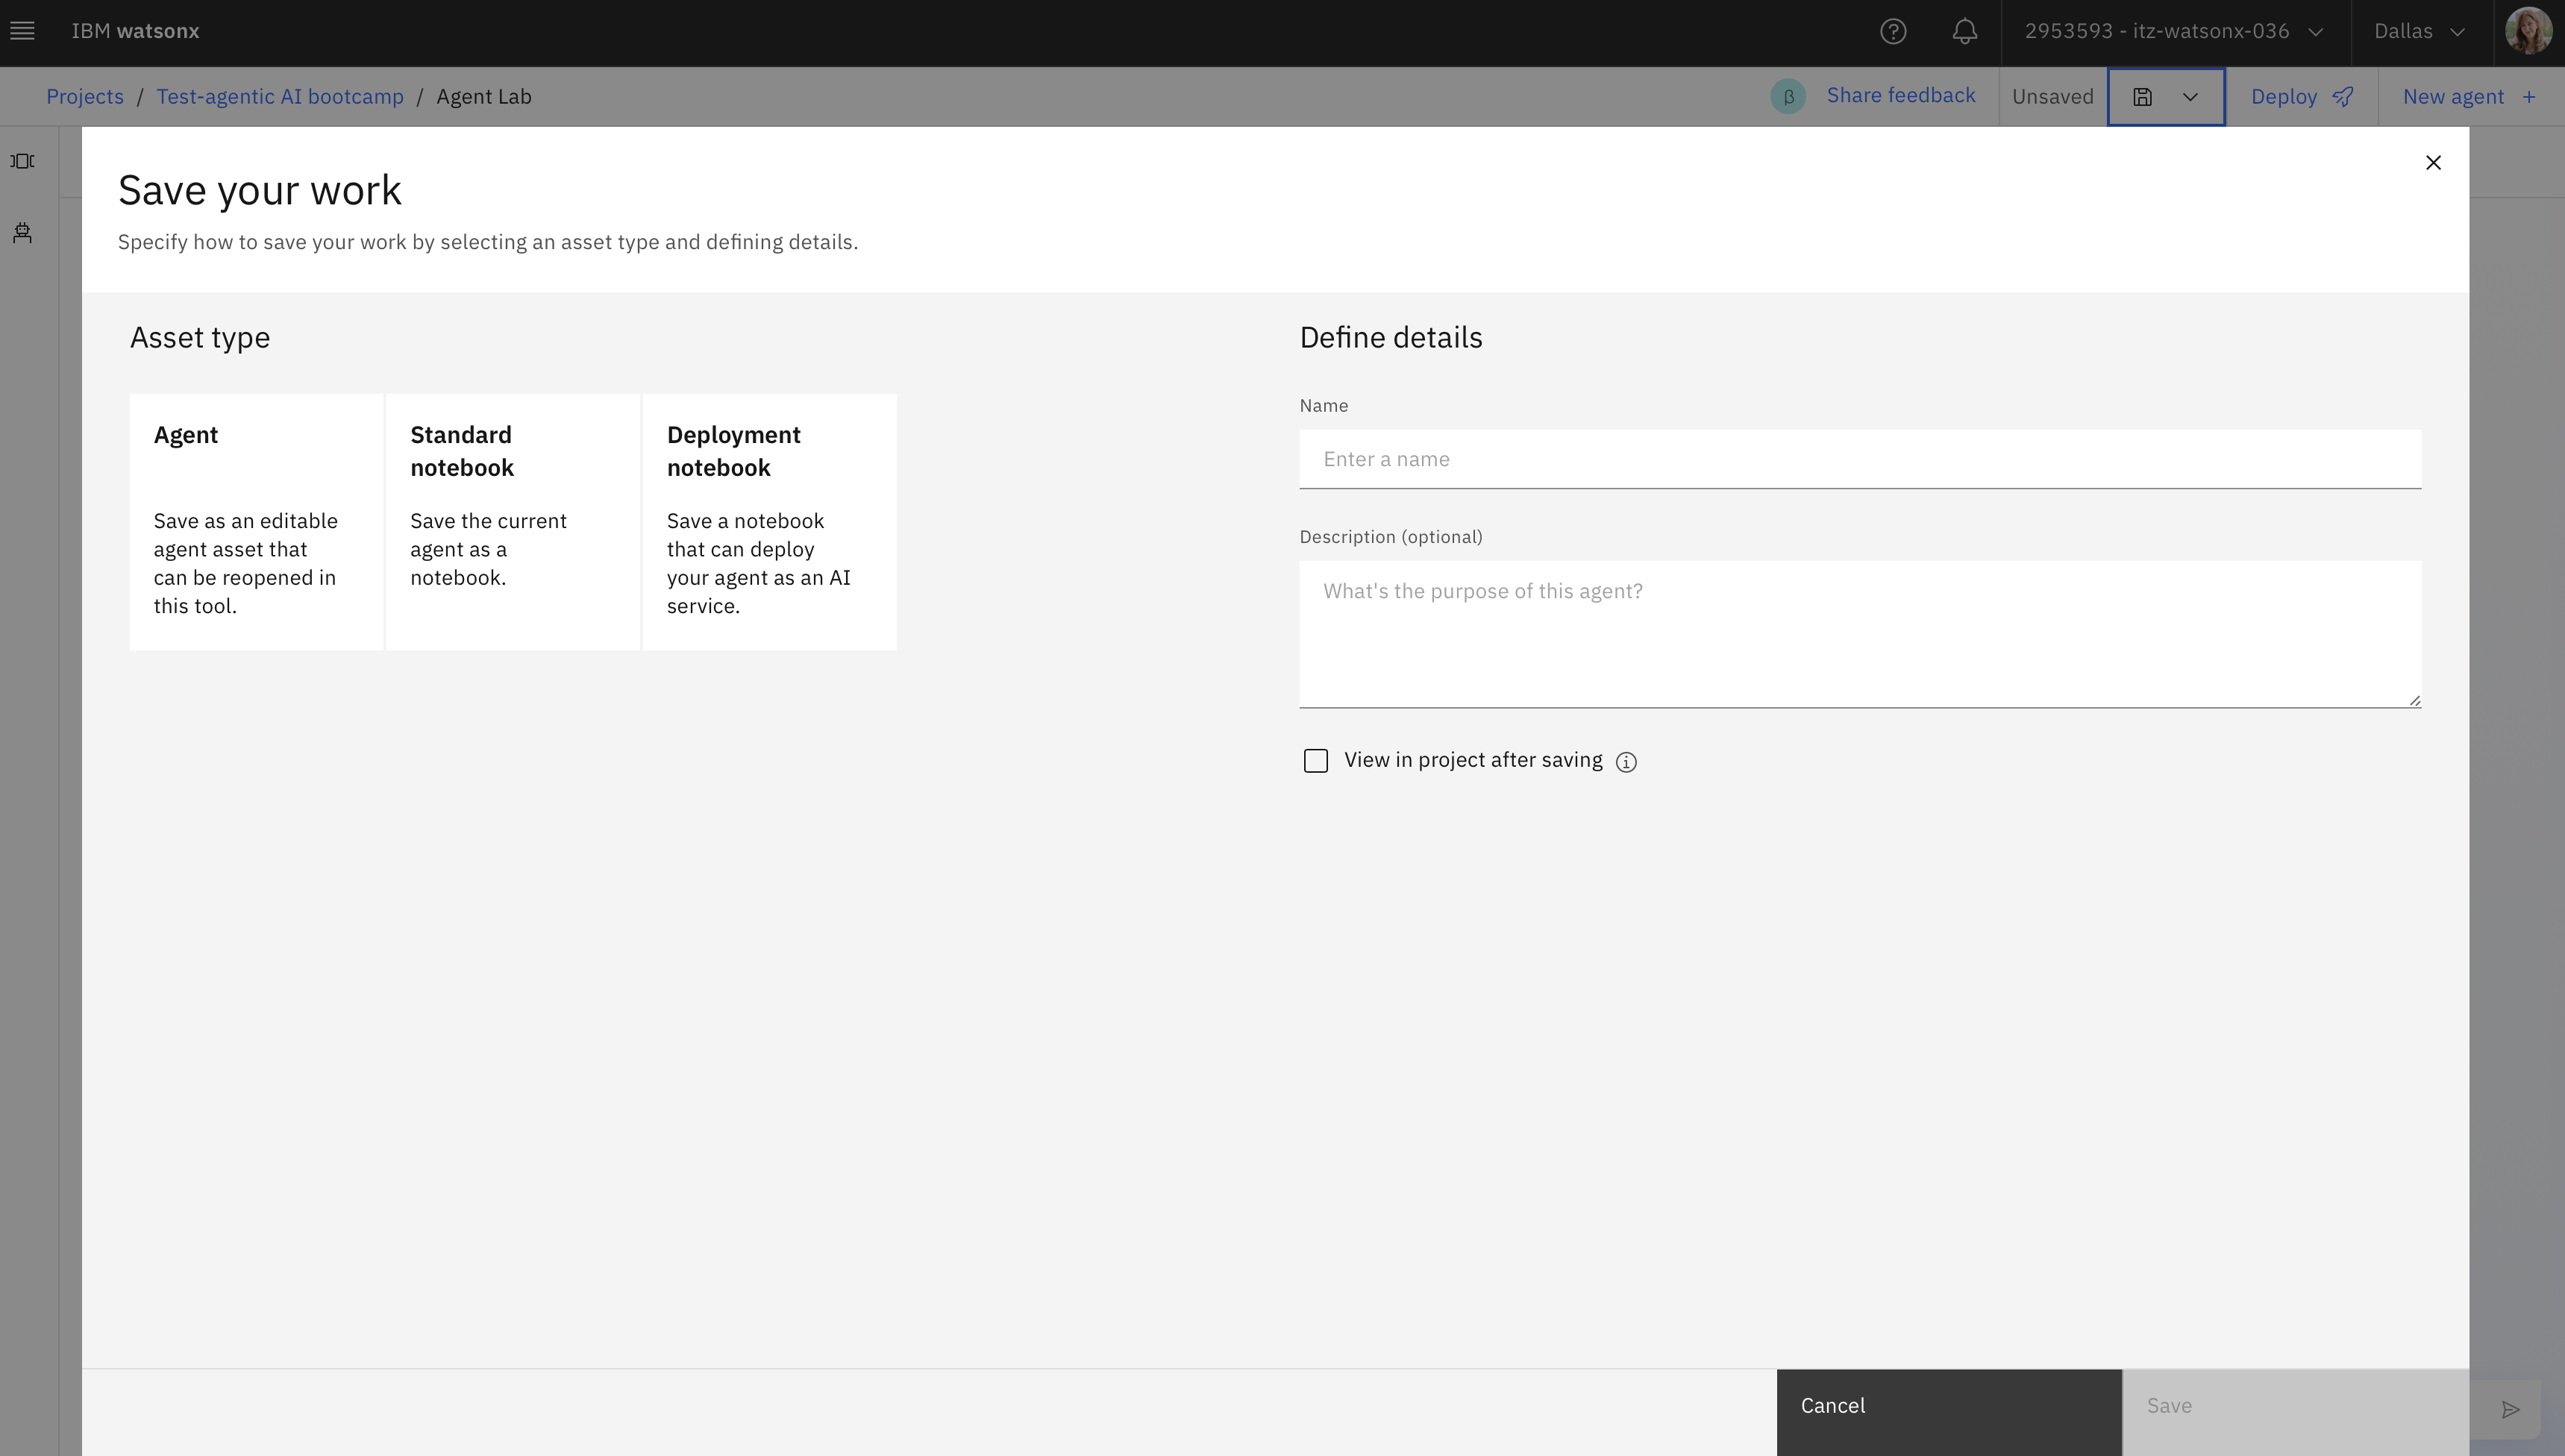 IBM watsonx
2953593 - itz-watsonx-036
Dallas
Projects / Test-agentic AI bootcamp / Agent Lab
β Share feedback
Unsaved
Deploy
New agent +
Save your work
Specify how to save your work by selecting an asset type and defining details.
Asset type
Agent
Save as an editable
agent asset that
can be reopened in
this tool.
Standard
notebook
Save the current
agent as a
notebook.
Deployment
notebook
Save a notebook
that can deploy
your agent as an AI
service.
Define details
Name
Enter a name
Description (optional)
What's the purpose of this agent?
View in project after saving
Cancel
Save